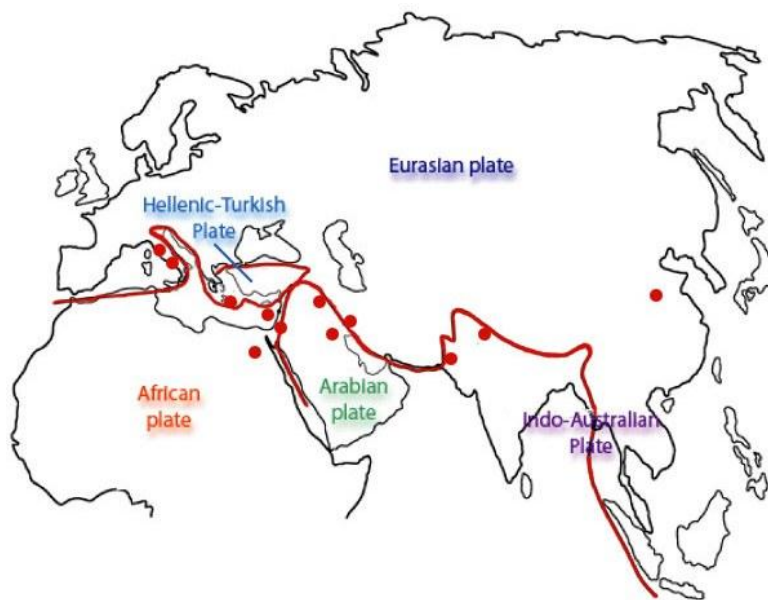 Eurasian plate
Hellenic-Turkish
Plate
African
plate
Arabian
plate
Indo-Australian
Plate